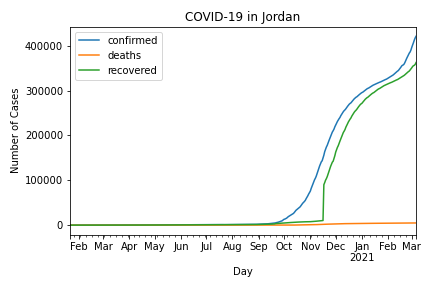 COVID-19 in Jordan
confirmed
deaths
recovered
400000
300000
200000
100000
0
Number of Cases
Feb Mar Apr May Jun Jul Aug Sep Oct Nov Dec Jan Feb Mar
2021
Day